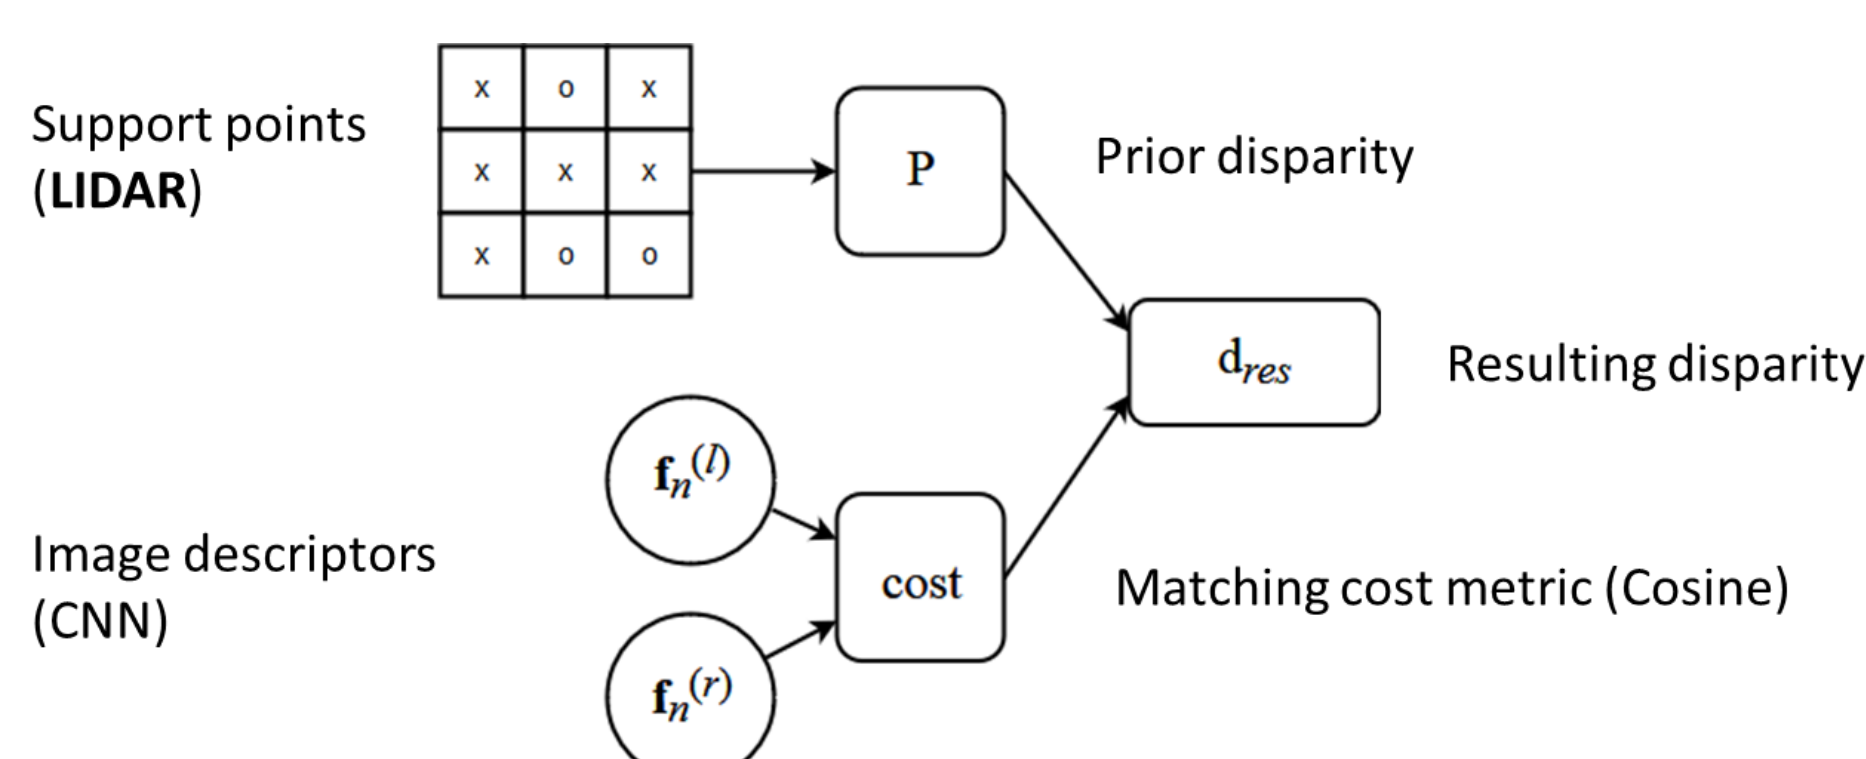 Support points
(LIDAR)
x o x
x x x
x o o
P
Prior disparity
d_res
Resulting disparity
Image descriptors
(CNN)
f_n^(l)
f_n^(r)
cost
Matching cost metric (Cosine)